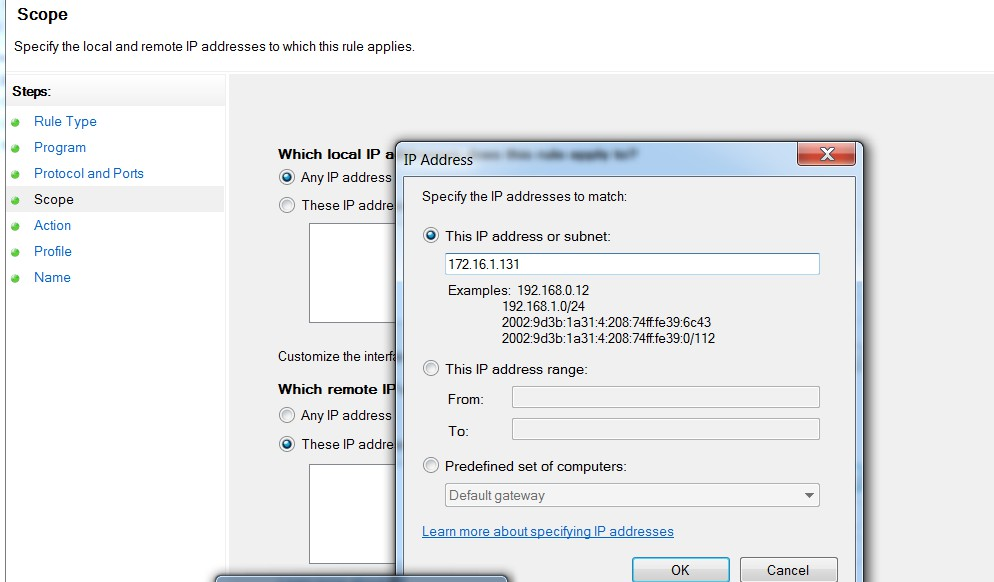 Scope
Specify the local and remote IP addresses to which this rule applies.
Steps:
Rule Type
Program
Protocol and Ports
Scope
Action
Profile
Name
Which local IP a
does this rule apply to?
Any IP address
These IP addre
Customize the interfa
Which remote IP
Any IP address
These IP addre
IP Address
X
Specify the IP addresses to match:
This IP address or subnet:
172.16.1.131
Examples: 192.168.0.12
192.168.1.0/24
2002:9d3b:1a31:4:208:74ff:fe39:6c43
2002:9d3b:1a31:4:208:74ff:fe39:0/112
This IP address range:
From:
To:
Predefined set of computers:
Default gateway
Learn more about specifying IP addresses
OK
Cancel